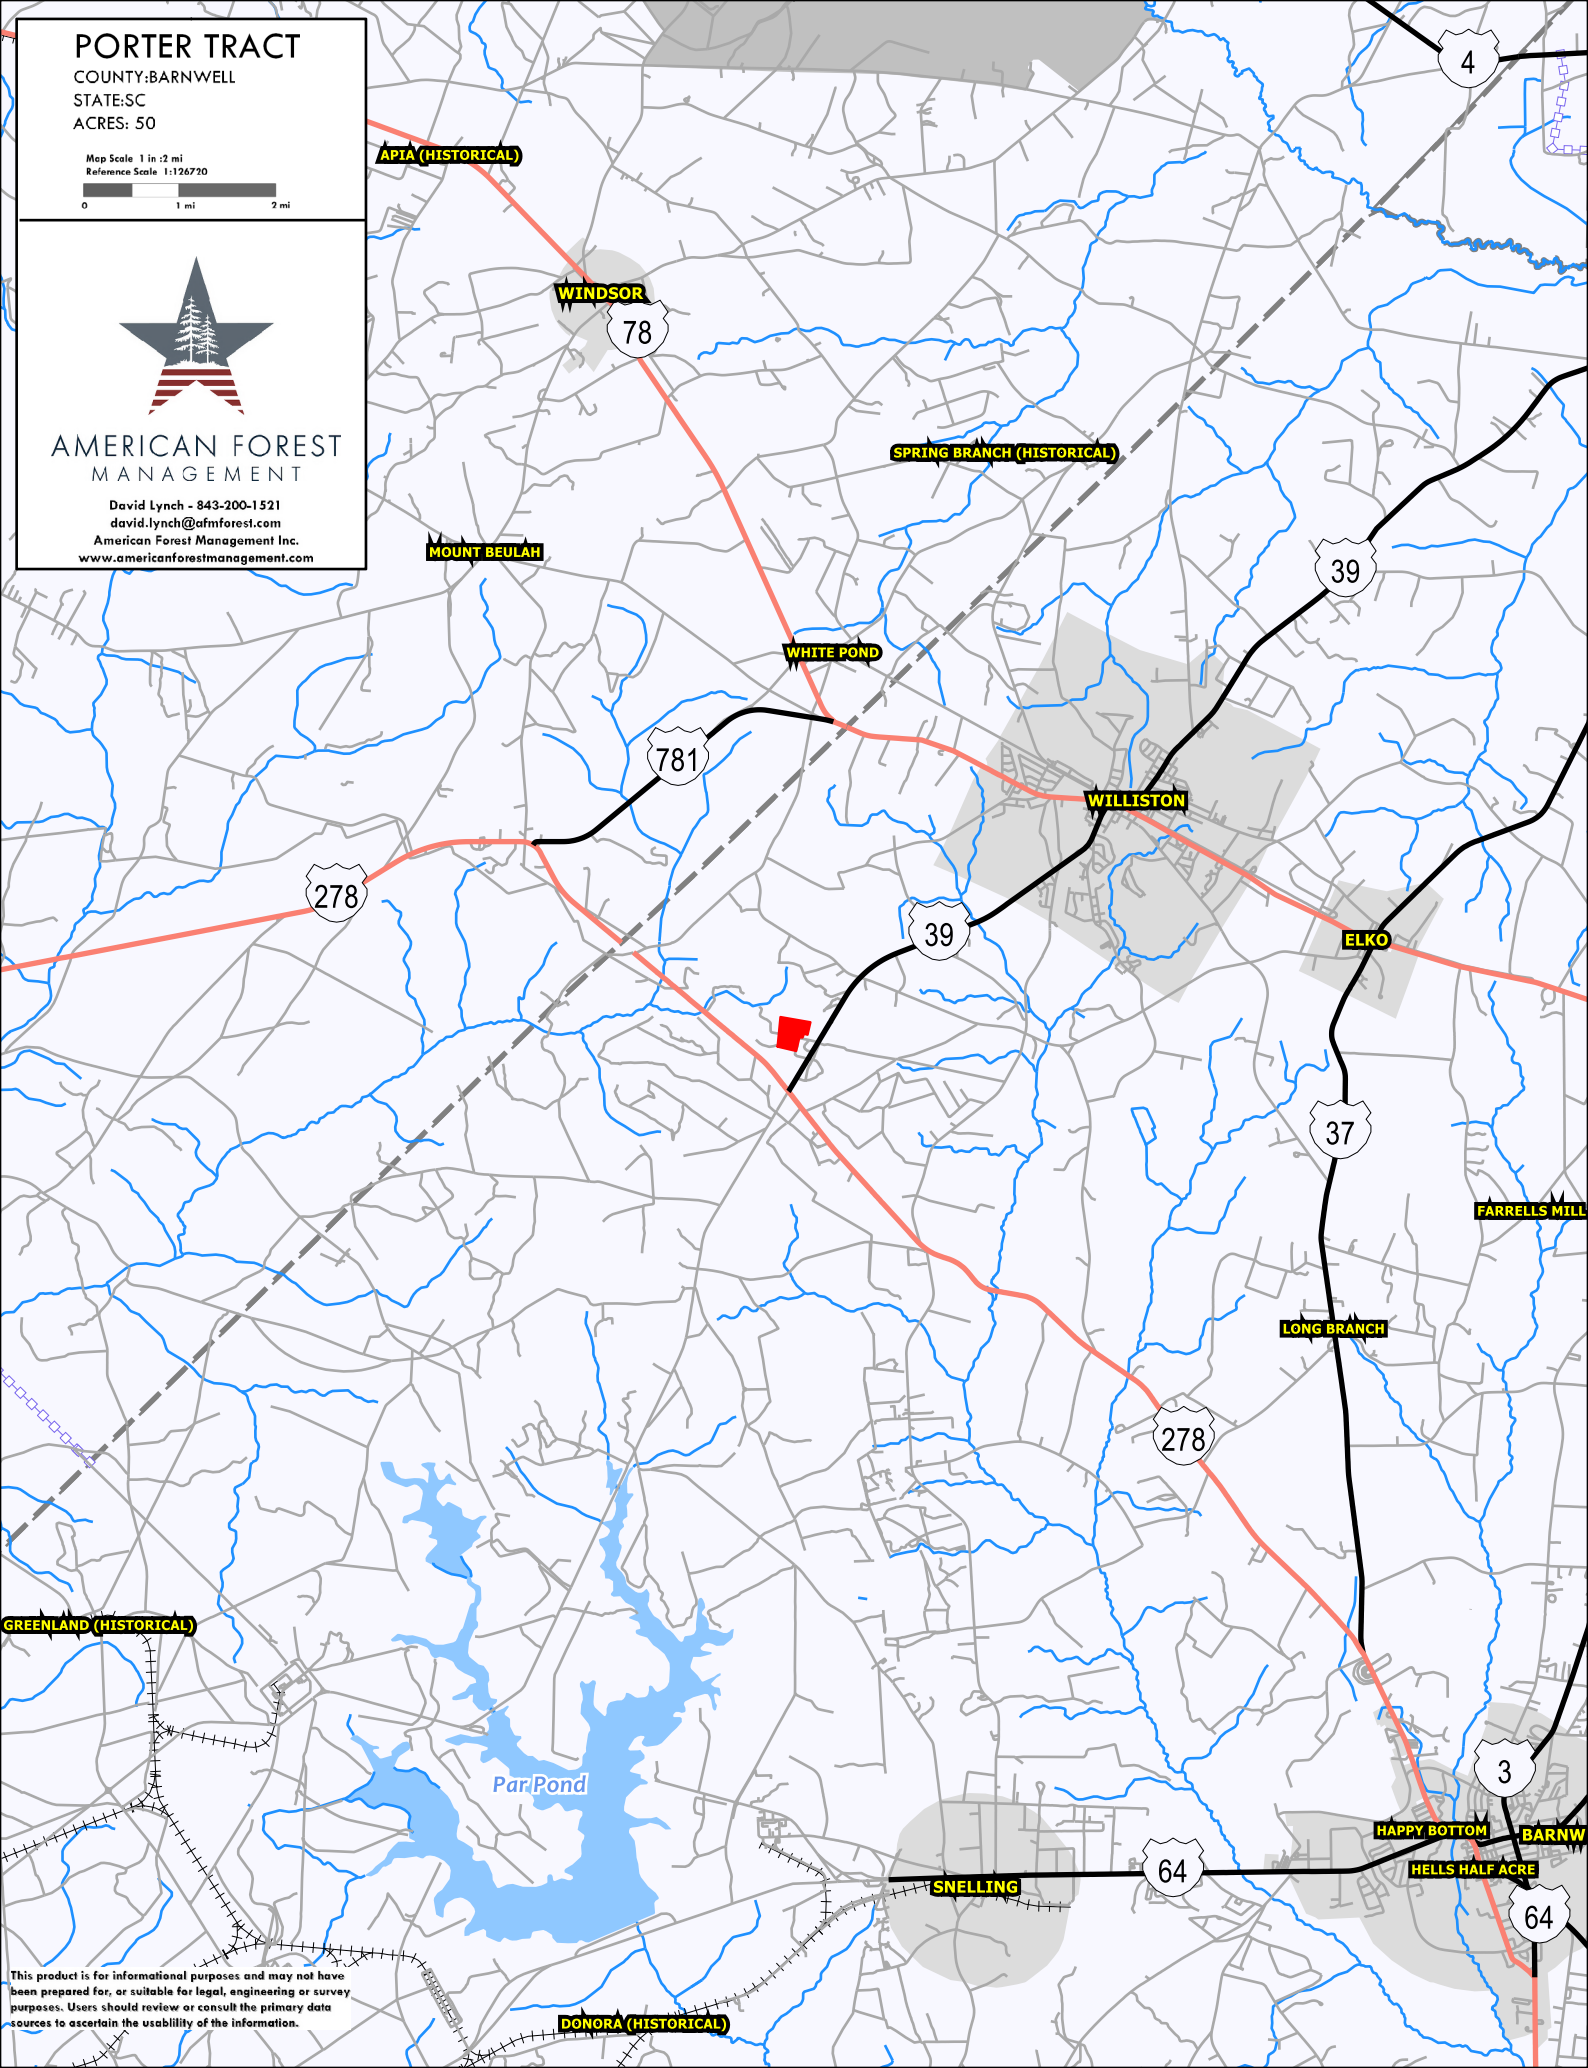 PORTER TRACT
COUNTY:BARNWELL
STATE:SC
ACRES: 50
Map Scale 1 in :2 mi
Reference Scale 1:126720
0 1 mi 2 mi
AMERICAN FOREST
MANAGEMENT
David Lynch - 843-200-1521
david.lynch@afmforest.com
American Forest Management Inc.
www.americanforestmanagement.com
4
APIA (HISTORICAL)
WINDSOR
78
SPRING BRANCH (HISTORICAL)
MOUNT BEULAH
39
WHITE POND
781
WILLISTON
278
39
ELKO
37
FARRELLS MILL
LONG BRANCH
278
GREENLAND (HISTORICAL)
Par Pond
3
HAPPY BOTTOM
BARNW
HELLS HALF ACRE
64
SNELLING
64
This product is for informational purposes and may not have
been prepared for, or suitable for legal, engineering or survey
purposes. Users should review or consult the primary data
sources to ascertain the usablility of the information.
DONORA (HISTORICAL)